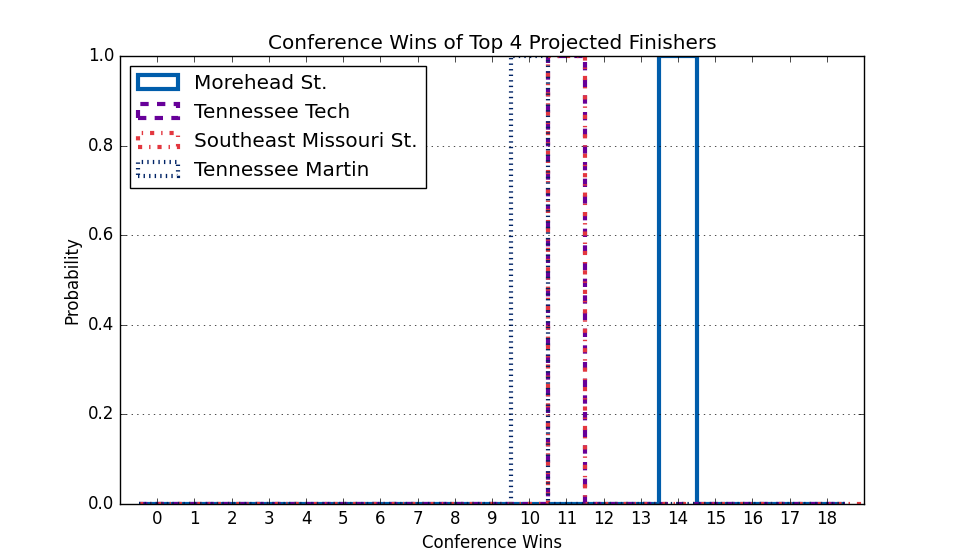 Conference Wins of Top 4 Projected Finishers
1.0
0.8
0.6
0.4
0.2
0.0
Probability
Morehead St.
Tennessee Tech
Southeast Missouri St.
Tennessee Martin
0 1 2 3 4 5 6 7 8 9 10 11 12 13 14 15 16 17 18
Conference Wins